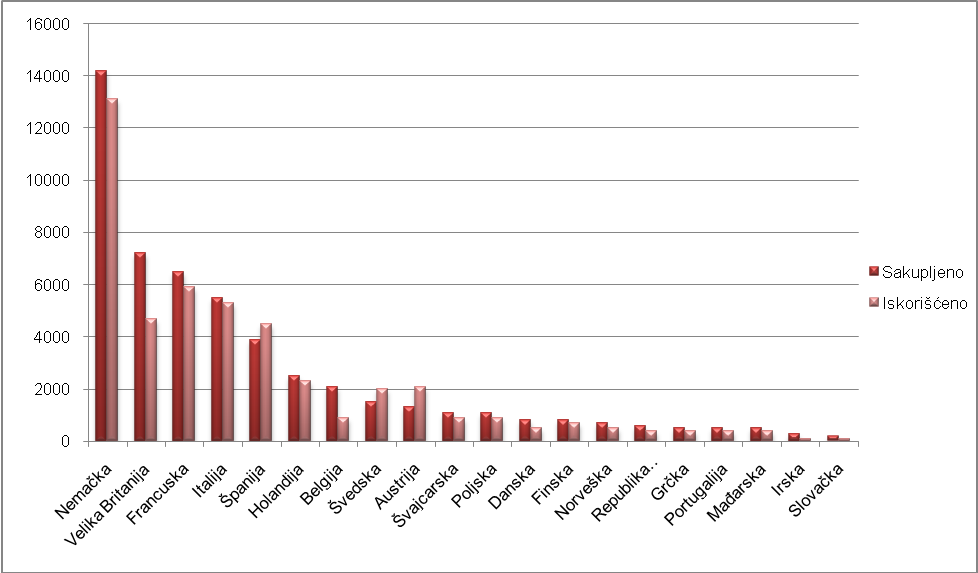 16000
14000
12000
10000
8000
6000
4000
2000
0
Nemačka
Velika Britanija
Francuska
Italija
Španija
Holandija
Belgija
Švedska
Austrija
Švajcarska
Poljska
Danska
Finska
Norveška
Republika..
Grčka
Portugalija
Mađarska
Irska
Slovačka
Sakupljeno
Iskorišćeno